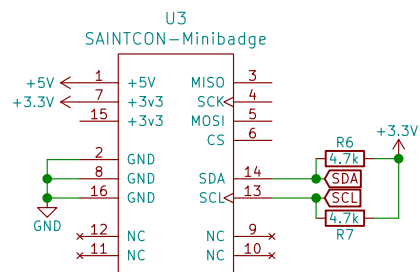 U3
SAINTCON-Minibadge
+5V 1 +5V MISO 3
+3.3V 7 +3v3 SCK 4
15 +3v3 MOSI 5
CS 6
2 GND
8 GND SDA 14 SDA
16 GND SCL 13 SCL
GND
12 NC NC 9
11 NC NC 10
+3.3V
R6
4.7k
4.7k
R7